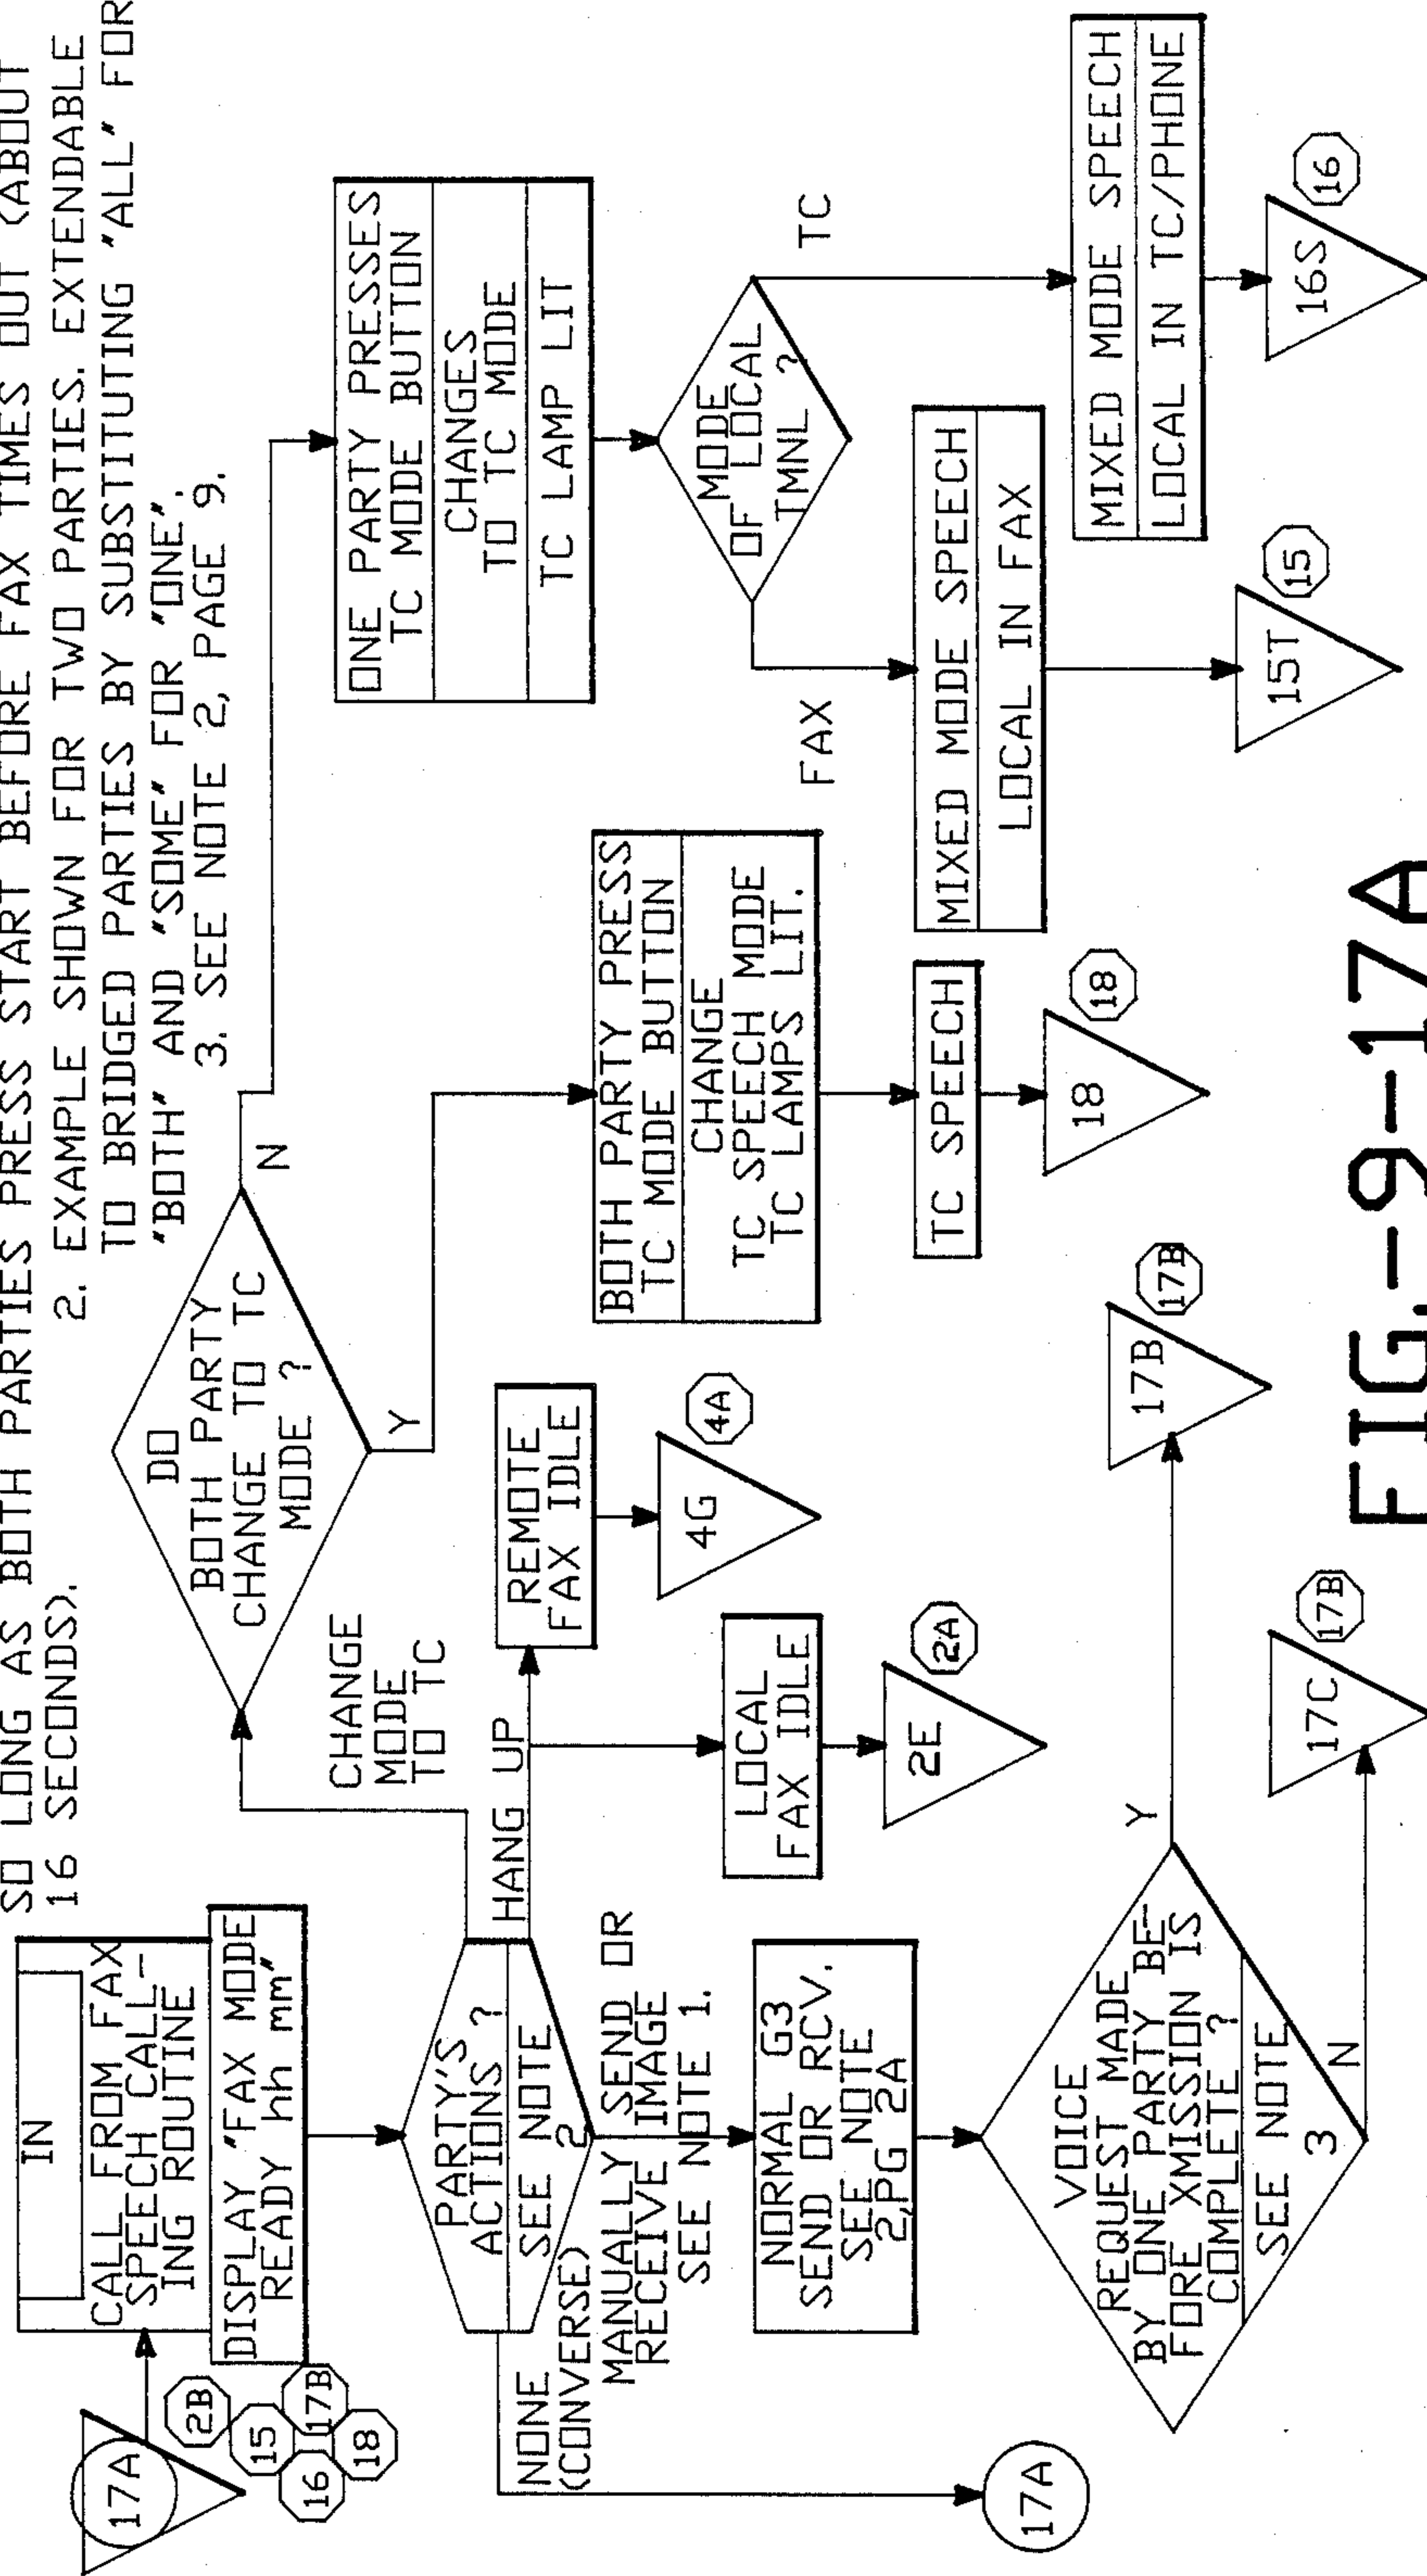 SO LONG AS BOTH PARTIES PRESS START BEFORE FAX TIMES OUT (ABOUT
16 SECONDS).
2. EXAMPLE SHOWN FOR TWO PARTIES. EXTENDABLE
TO BRIDGED PARTIES BY SUBSTITUTING "ALL" FOR
"BOTH" AND "SOME" FOR "ONE".
3. SEE NOTE 2, PAGE 9.
17A
2B
15
16
17B
18
IN
CALL FROM FAX
SPEECH CALL-
ING ROUTINE
DISPLAY "FAX MODE
READY hh mm"
PARTY'S
ACTIONS ?
SEE NOTE
2
NONE
(CONVERSE)
17A
CHANGE
MODE
TO TC
HANG UP
MANUALLY SEND OR
RECEIVE IMAGE
SEE NOTE 1.
DO
BOTH PARTY
CHANGE TO TC
MODE ?
N
Y
REMOTE
FAX IDLE
4G
4A
LOCAL
FAX IDLE
2E
2A
NORMAL G3
SEND OR RCV.
SEE NOTE
2,PG 2A
VOICE
REQUEST MADE
BY ONE PARTY BE-
FORE XMISSION IS
COMPLETE ?
SEE NOTE
3
Y
N
17B
17B
17C
17B
BOTH PARTY PRESS
TC MODE BUTTON
CHANGE
TC SPEECH MODE
TC LAMPS LIT.
TC SPEECH
18
18
ONE PARTY PRESSES
TC MODE BUTTON
CHANGES
TO TC MODE
TC LAMP LIT
MODE
OF LOCAL
TMNL ?
FAX
TC
MIXED MODE SPEECH
LOCAL IN FAX
15T
15
MIXED MODE SPEECH
LOCAL IN TC/PHONE
16S
16
FIG.-9-17A